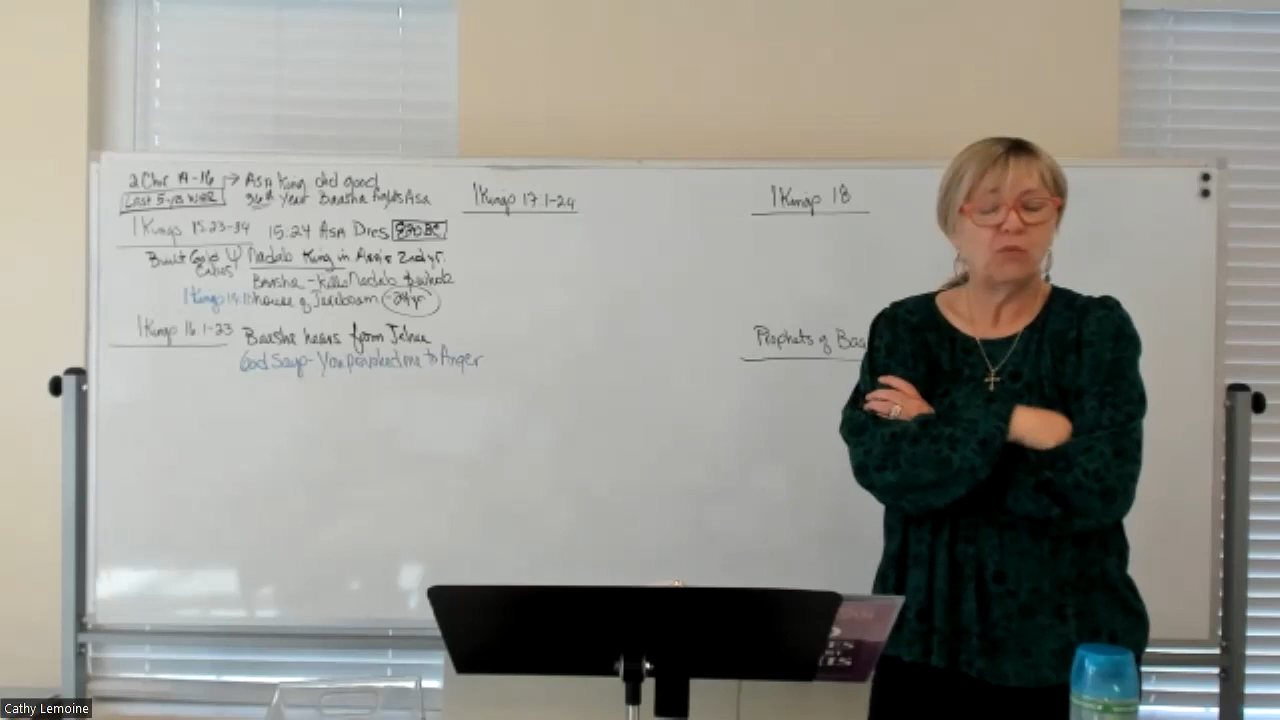 2 Chr 14-16 → Asa King did good
Last 5 yrs WAR
36th Year Baasha fights Asa
1 Kings 15.23-34 15.24 Asa Dies 870 BC
Built Gold Calves Nadab King in Asa's 2nd yr.
Baasha - kills Nadab & whole
1 Kings 14:10 house of Jeroboam 24 yr
1 Kings 16.1-23 Baasha hears from Jehu
God Says - You provoked me to Anger
1 Kings 17.1-24
1 Kings 18
Prophets of Baa
Cathy Lemoine